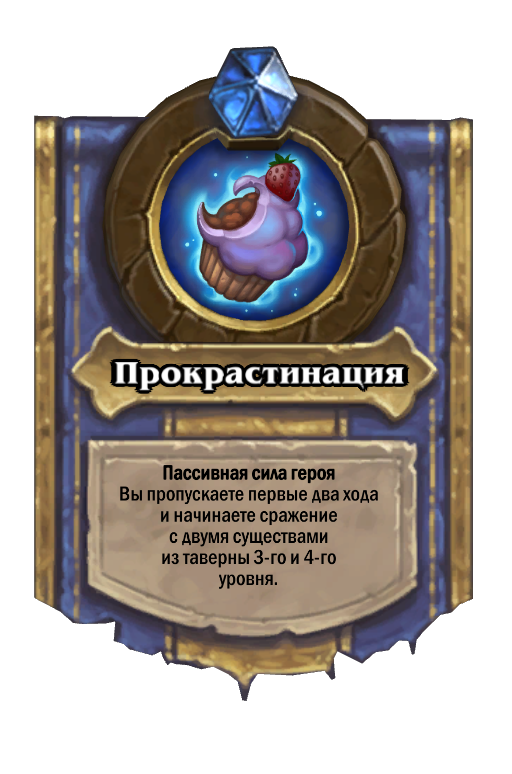 Прокрастинация
Пассивная сила героя
Вы пропускаете первые два хода
и начинаете сражение
с двумя существами
из таверны 3-го и 4-го
уровня.